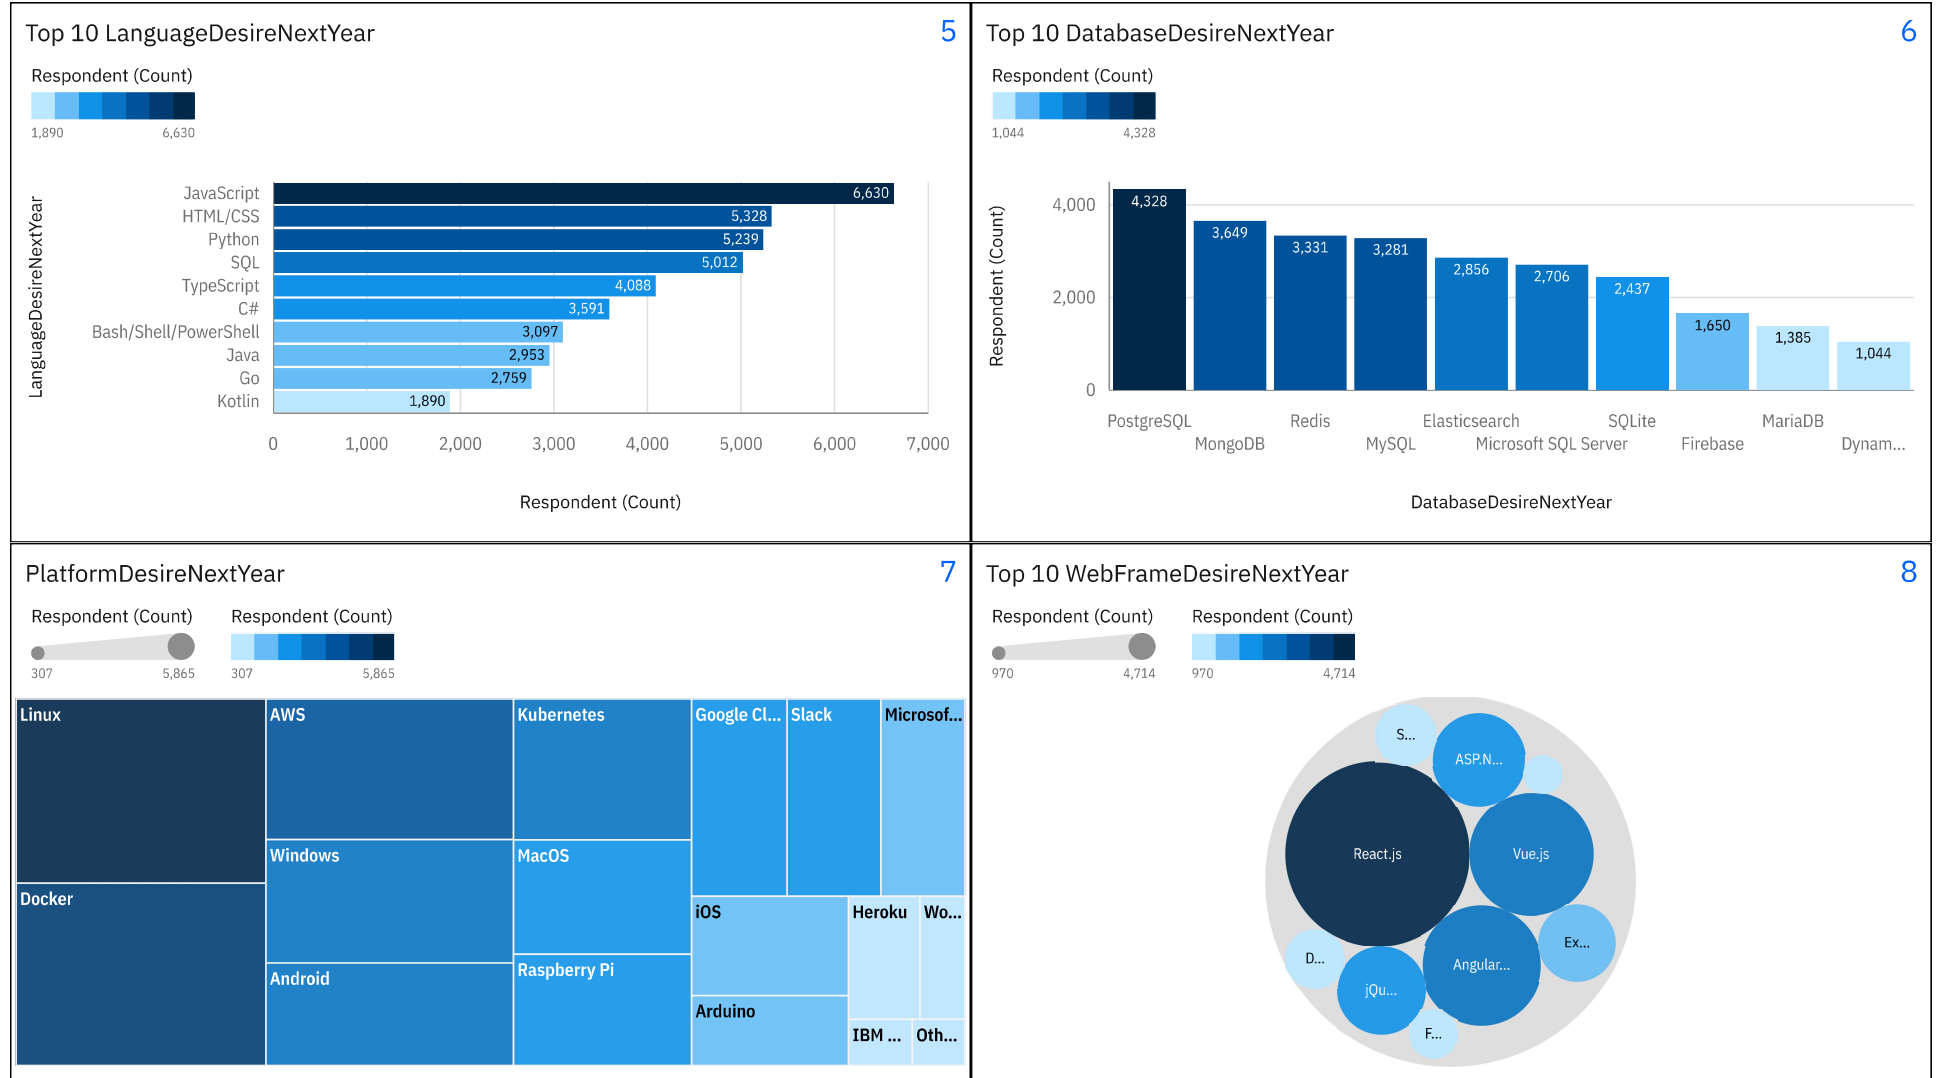 Top 10 LanguageDesireNextYear
5
Respondent (Count)
1,890 6,630
LanguageDesireNextYear
JavaScript 6,630
HTML/CSS 5,328
Python 5,239
SQL 5,012
TypeScript 4,088
C# 3,591
Bash/Shell/PowerShell 3,097
Java 2,953
Go 2,759
Kotlin 1,890
0 1,000 2,000 3,000 4,000 5,000 6,000 7,000
Respondent (Count)
Top 10 DatabaseDesireNextYear
6
Respondent (Count)
1,044 4,328
Respondent (Count)
4,000
2,000
0
4,328 3,649 3,331 3,281 2,856 2,706 2,437 1,650 1,385 1,044
PostgreSQL Redis Elasticsearch SQLite MariaDB
MongoDB MySQL Microsoft SQL Server Firebase Dynam...
DatabaseDesireNextYear
PlatformDesireNextYear
7
Respondent (Count) Respondent (Count)
307 5,865 307 5,865
Linux AWS Kubernetes Google Cl... Slack Microsof...
Windows MacOS
Docker iOS Heroku Wo...
Android Raspberry Pi
Arduino
IBM ... Oth...
Top 10 WebFrameDesireNextYear
8
Respondent (Count) Respondent (Count)
970 4,714 970 4,714
S...
ASP.N...
React.js Vue.js
Ex...
D... Angular...
jQu...
F...